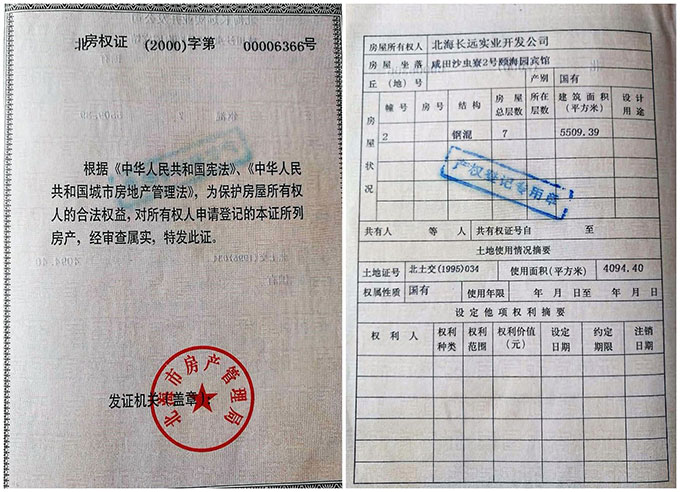 北房权证 (2000)字第 00006366号
根据《中华人民共和国宪法》、《中华人民
共和国城市房地产管理法》，为保护房屋所有权
人的合法权益，对所有权人申请登记的本证所列
房产，经审查属实，特发此证。
发证机关（盖章）
北海市房产管理局
房屋所有权人 北海长远实业开发公司
房屋坐落 咸田沙虫寮2号颐海园宾馆
丘（地）号 产别 国有
房屋状况 幢号 房号 结构 房屋总层数 所在层数 建筑面积（平方米） 设计用途
2 钢混 7 5509.39
产权登记专用章
共有人 等 人 共有权证号自 至
土地使用情况摘要
土地证号 北土交(1995)034 使用面积(平方米) 4094.40
权属性质 国有 使用年限 年 月 日至 年 月 日
设定他项权利摘要
权利人 权利种类 权利范围 权利价值（元） 设定日期 约定期限 注销日期